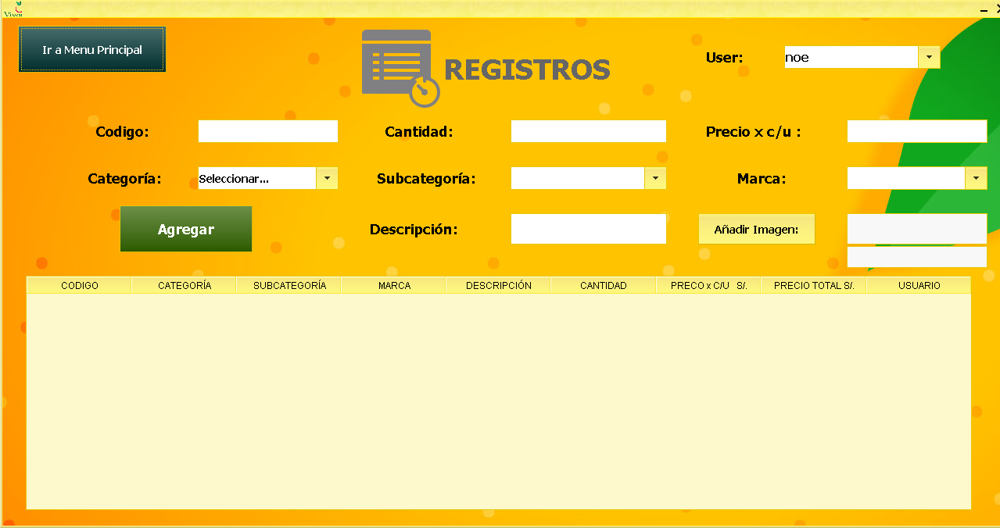 Ir a Menu Principal
REGISTROS
User:
noe
Codigo:
Cantidad:
Precio x c/u :
Categoría:
Seleccionar...
Subcategoría:
Marca:
Agregar
Descripción:
Añadir Imagen:
CODIGO CATEGORÍA SUBCATEGORÍA MARCA DESCRIPCIÓN CANTIDAD PRECO x C/U S/. PRECIO TOTAL S/. USUARIO